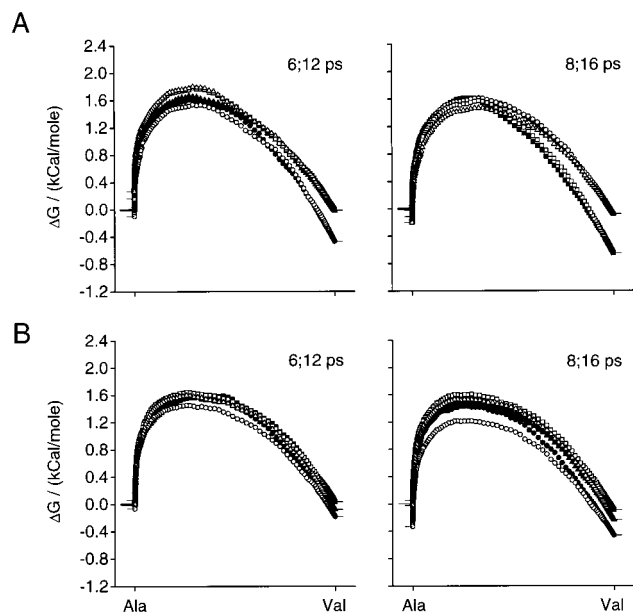 A
6;12 ps
8;16 ps
ΔG / (kCal/mole)
2.4
2.0
1.6
1.2
0.8
0.4
0.0
-0.4
-0.8
-1.2
B
6;12 ps
8;16 ps
ΔG / (kCal/mole)
2.4
2.0
1.6
1.2
0.8
0.4
0.0
-0.4
-0.8
-1.2
Ala
Val
Ala
Val